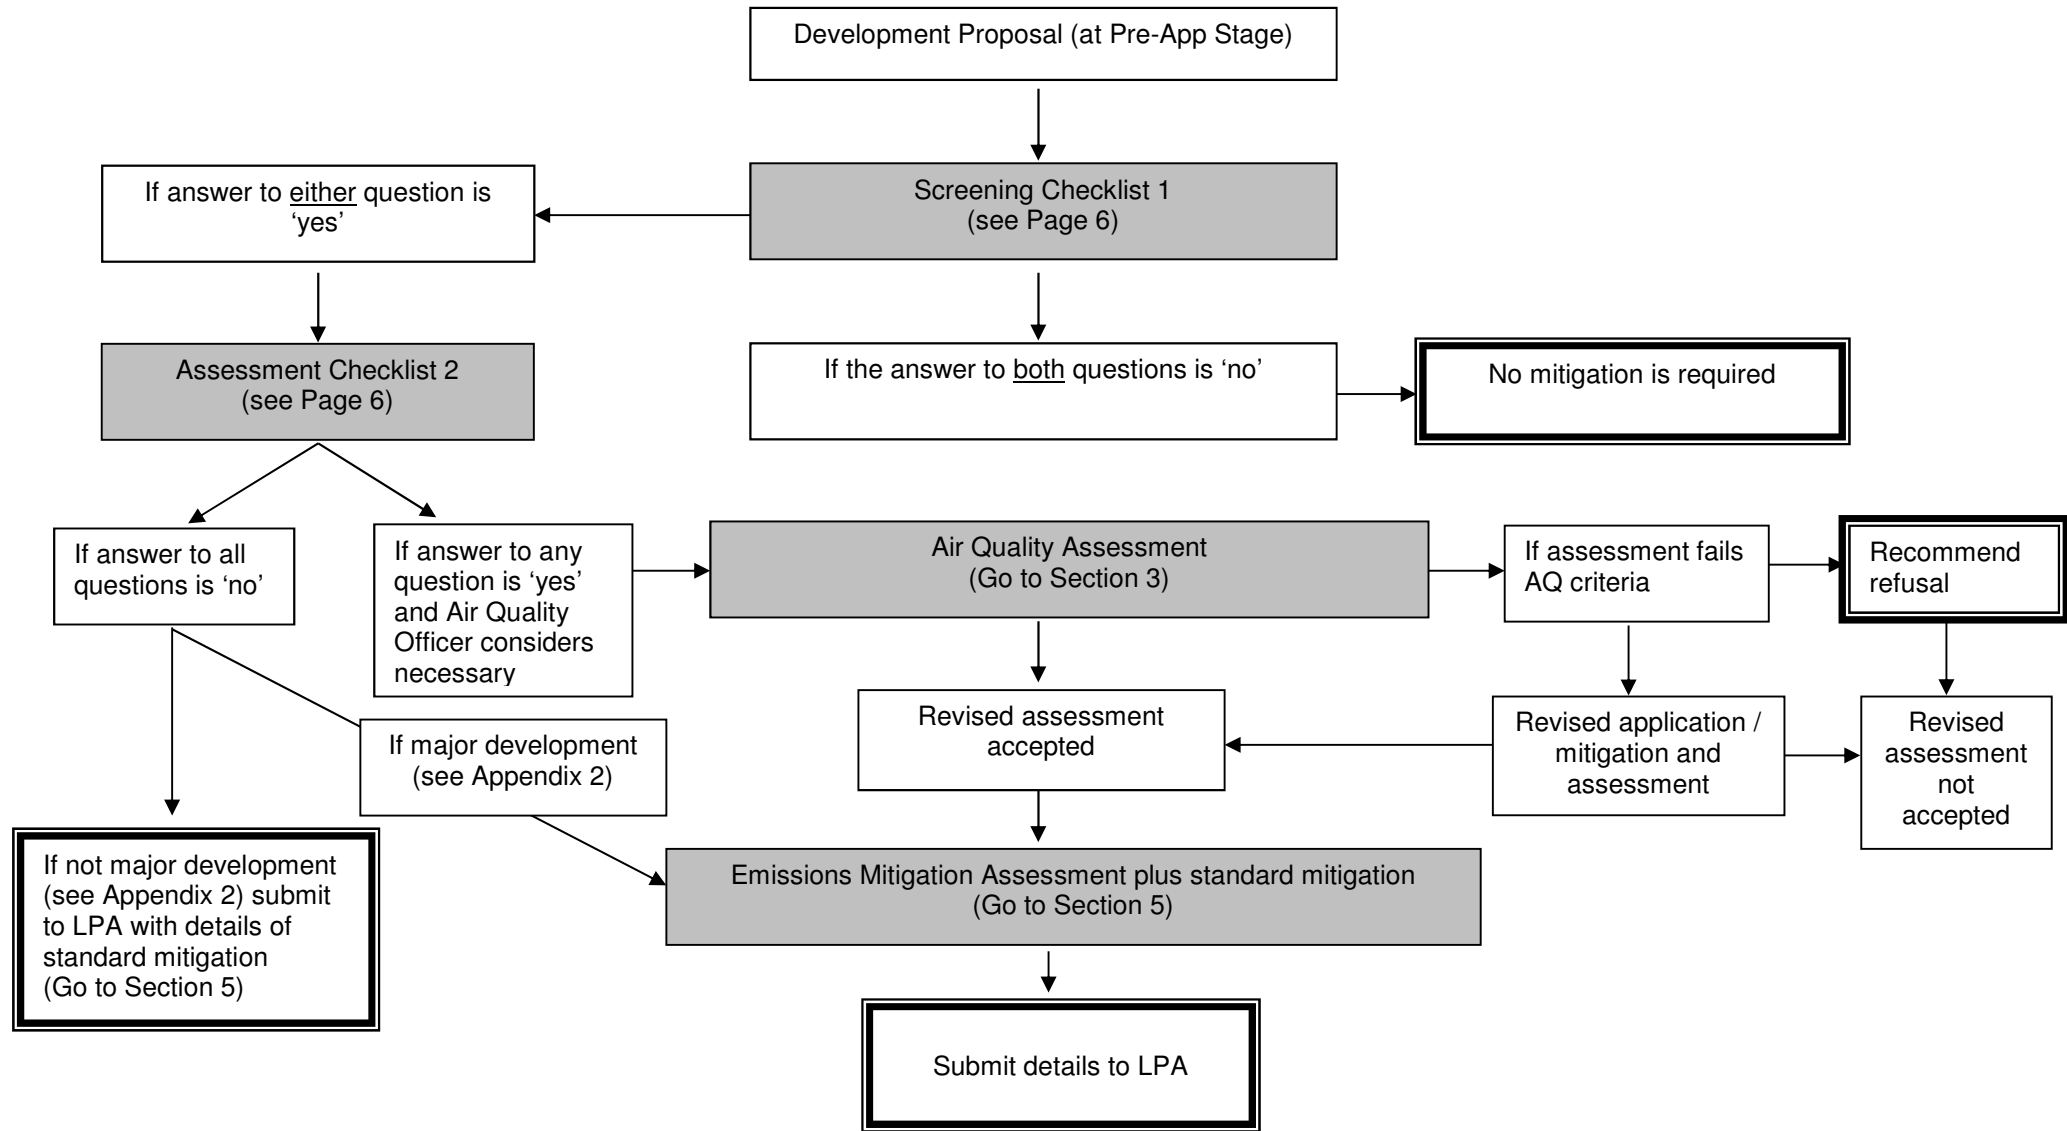 Development Proposal (at Pre-App Stage)
If answer to either question is
‘yes’
Screening Checklist 1
(see Page 6)
Assessment Checklist 2
(see Page 6)
If the answer to both questions is ‘no’
No mitigation is required
If answer to all
questions is ‘no’
If answer to any
question is ‘yes’
and Air Quality
Officer considers
necessary
Air Quality Assessment
(Go to Section 3)
If assessment fails
AQ criteria
Recommend
refusal
If major development
(see Appendix 2)
Revised assessment
accepted
Revised application /
mitigation and
assessment
Revised
assessment
not
accepted
If not major development
(see Appendix 2) submit
to LPA with details of
standard mitigation
(Go to Section 5)
Emissions Mitigation Assessment plus standard mitigation
(Go to Section 5)
Submit details to LPA